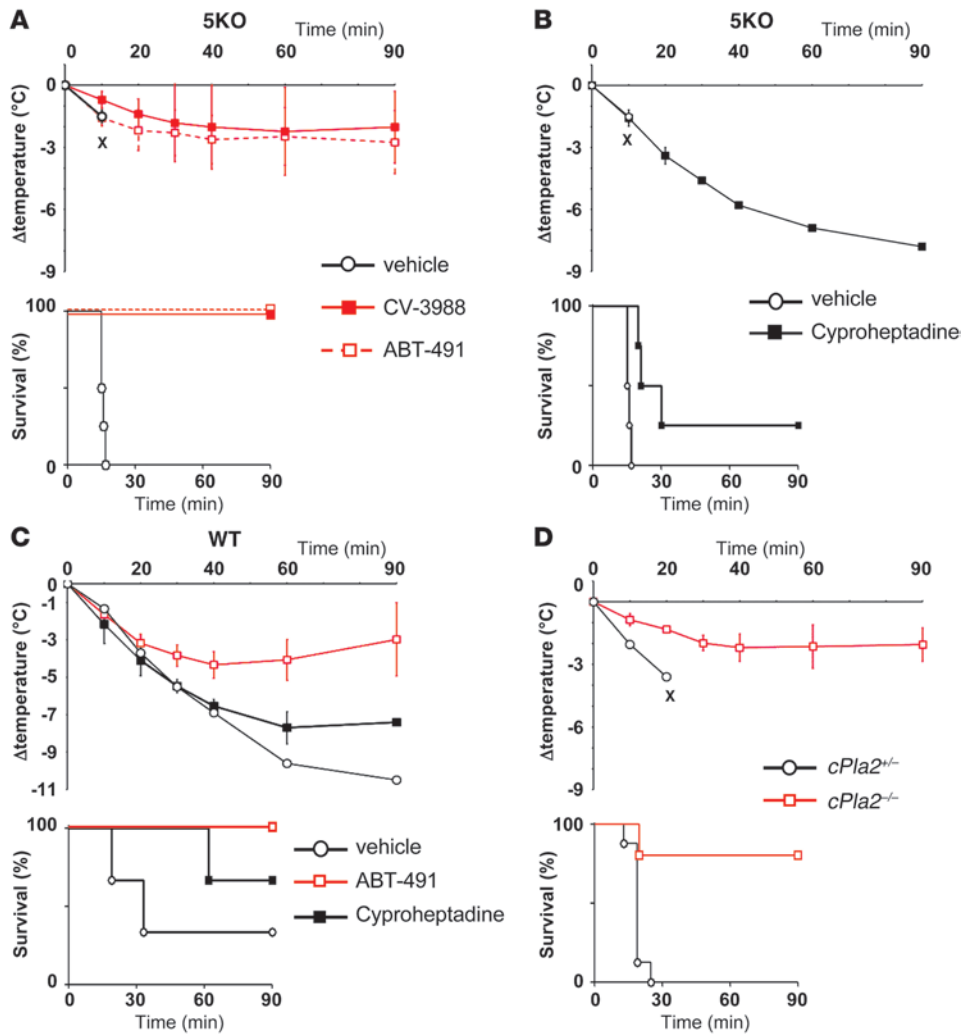 A
5KO
Time (min)
0 20 40 60 90
0
-3
-6
-9
Δtemperature (°C)
X
vehicle
CV-3988
ABT-491
100
0
Survival (%)
0 30 60 90
Time (min)
B
5KO
Time (min)
0 20 40 60 90
0
-3
-6
-9
Δtemperature (°C)
X
vehicle
Cyproheptadine
100
0
Survival (%)
0 30 60 90
Time (min)
C
WT
Time (min)
0 20 40 60 90
0
-1
-3
-5
-7
-9
-11
Δtemperature (°C)
vehicle
ABT-491
Cyproheptadine
100
0
Survival (%)
0 30 60 90
Time (min)
D
Time (min)
0 20 40 60 90
0
-3
-6
-9
Δtemperature (°C)
X
cPla2+/–
cPla2–/–
100
0
Survival (%)
0 30 60 90
Time (min)